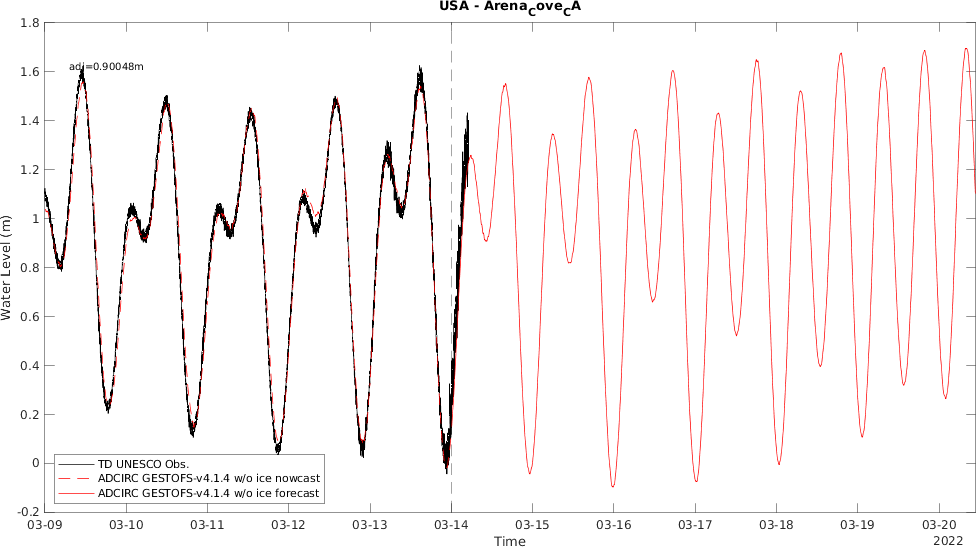 USA - ArenaCoveCA
1.8
1.6
1.4
1.2
1
0.8
0.6
0.4
0.2
0
-0.2
Water Level (m)
adj=0.90048m
TD UNESCO Obs.
ADCIRC GESTOFS-v4.1.4 w/o ice nowcast
ADCIRC GESTOFS-v4.1.4 w/o ice forecast
03-09 03-10 03-11 03-12 03-13 03-14 03-15 03-16 03-17 03-18 03-19 03-20
Time
2022